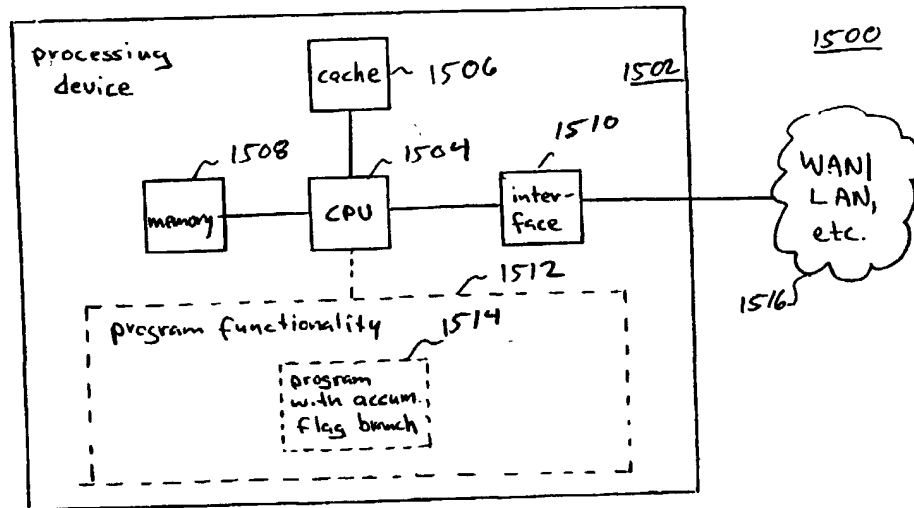 processing
device
cache
1506
1502
1500
1508
memory
1504
CPU
1510
inter-
face
WAN/
LAN,
etc.
1516
1512
program functionality
1514
program
with accum.
flag branch